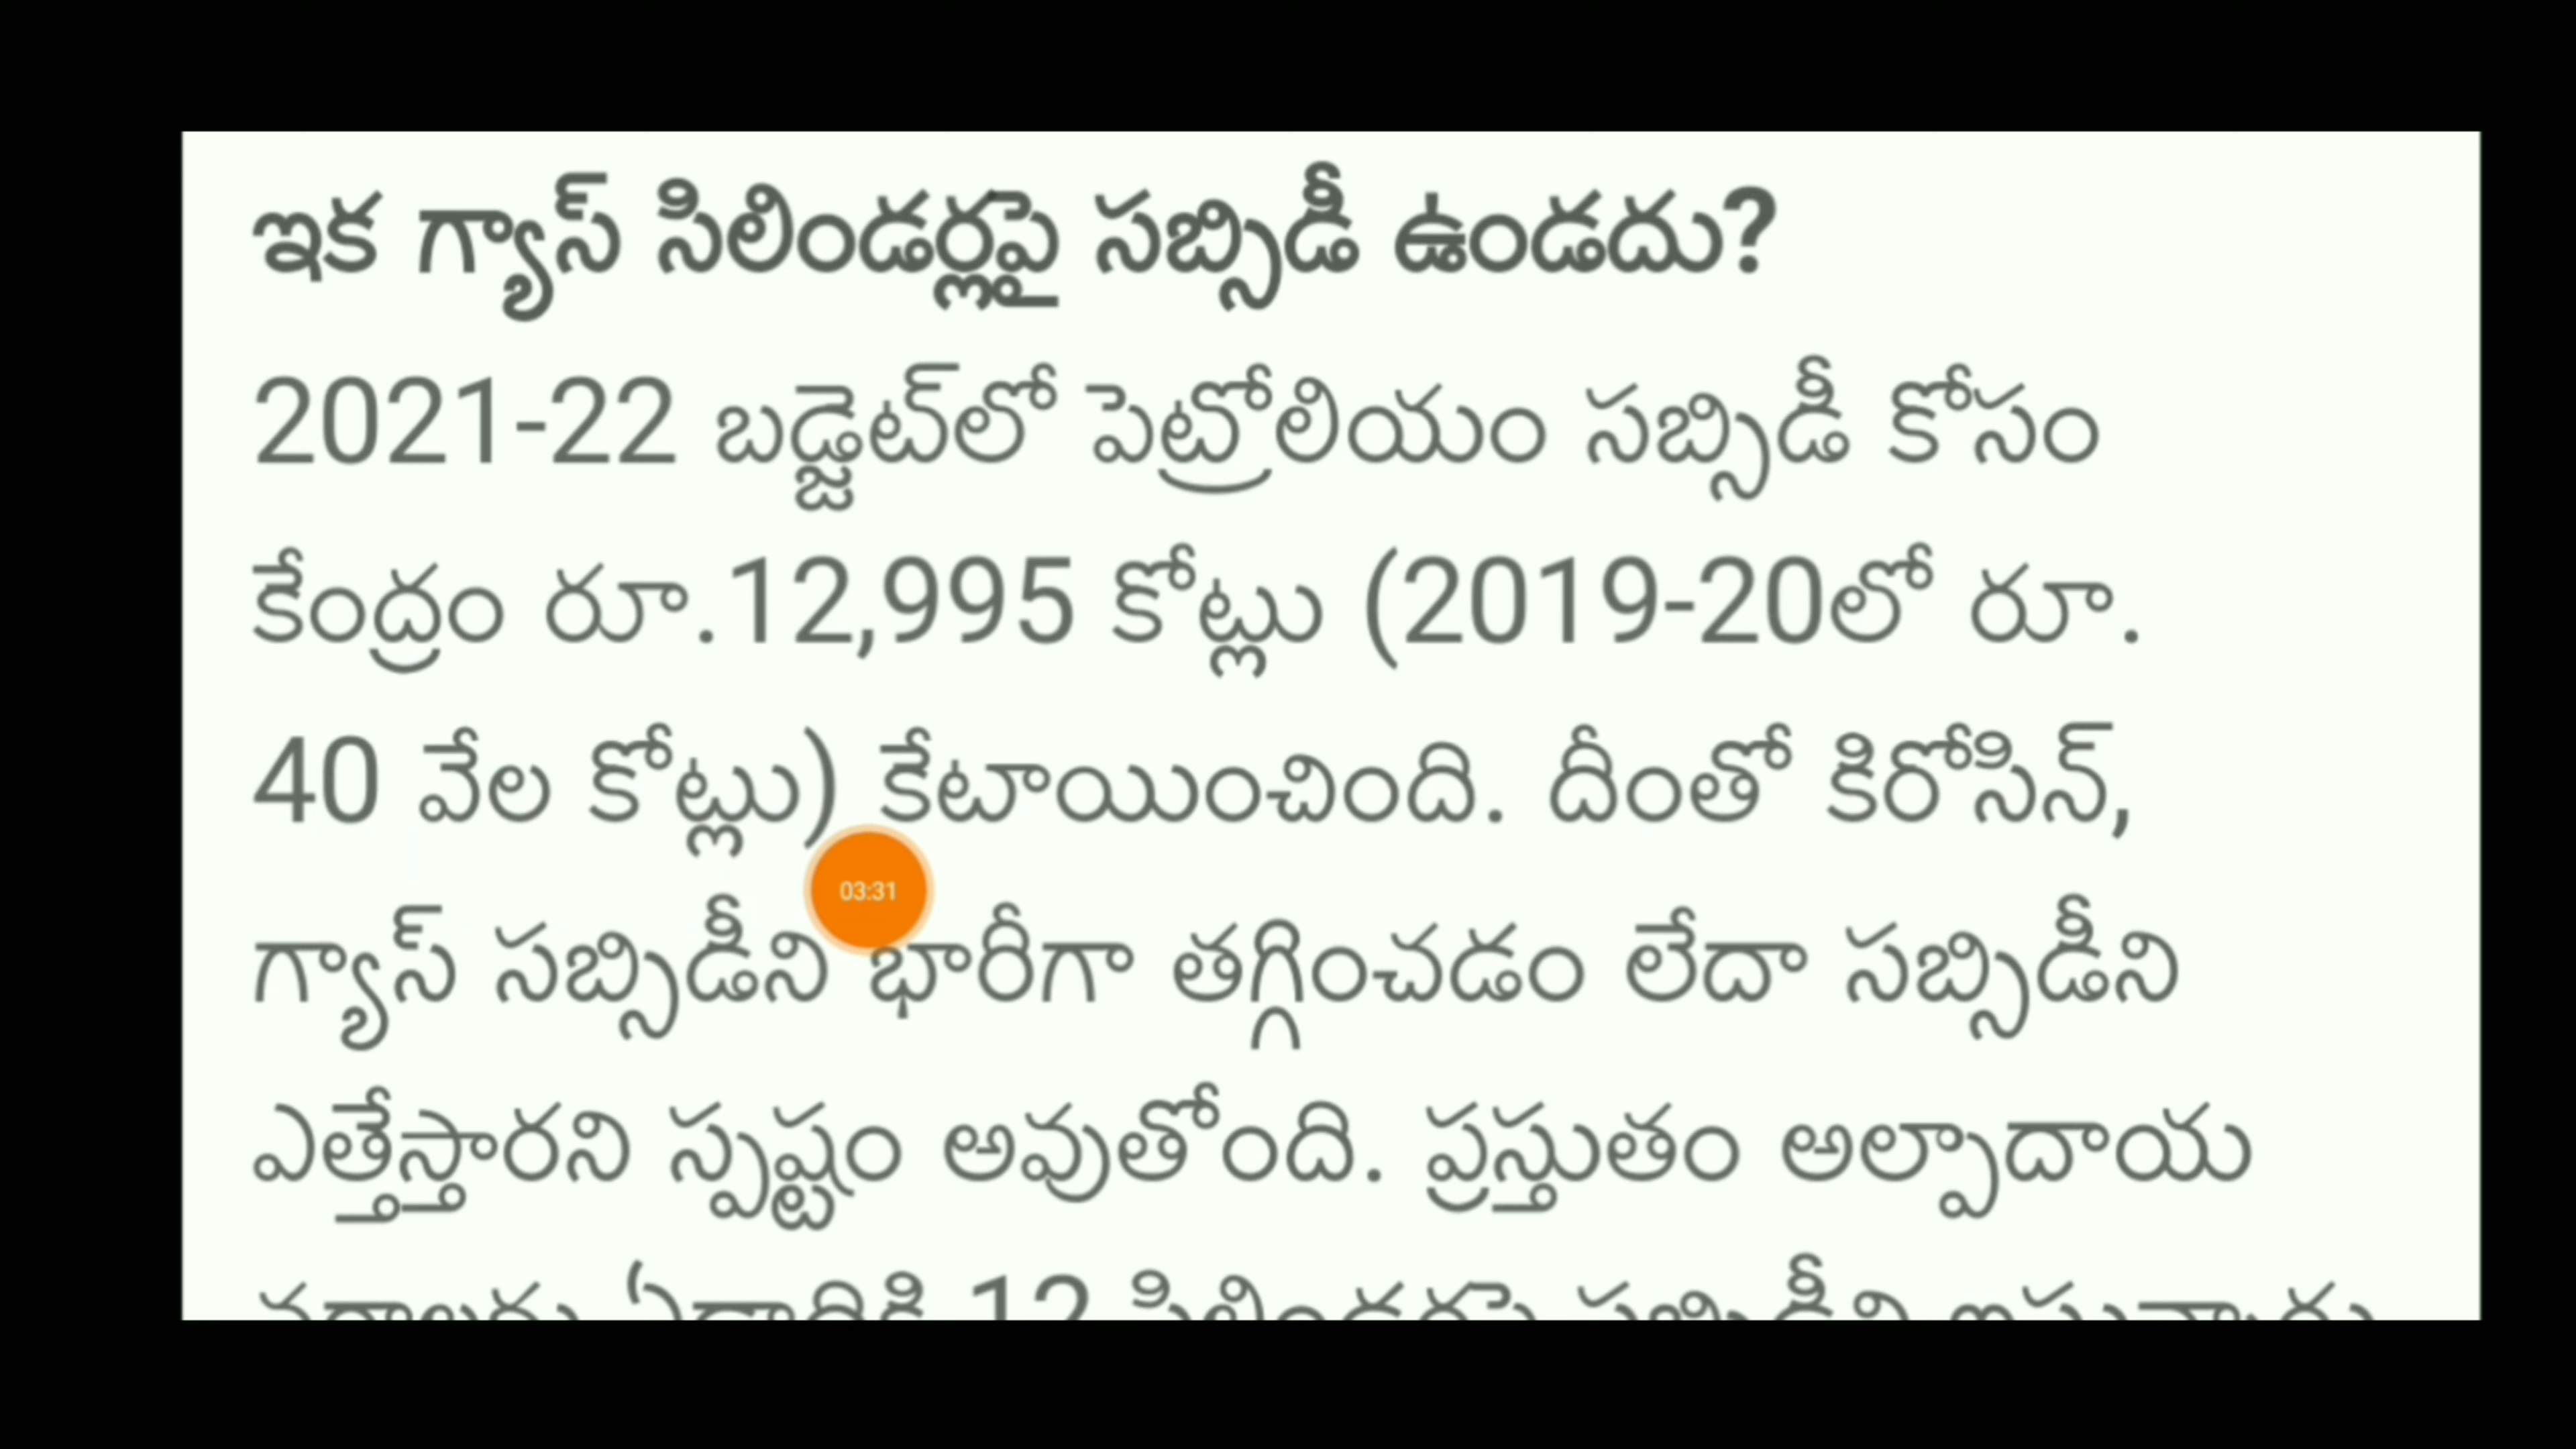 ఇక గ్యాస్ సిలిండర్లపై సబ్సిడీ ఉండదు?
2021-22 బడ్జెట్‌లో పెట్రోలియం సబ్సిడీ కోసం
కేంద్రం రూ.12,995 కోట్లు (2019-20లో రూ.
40 వేల కోట్లు) కేటాయించింది. దీంతో కిరోసిన్,
03:31
గ్యాస్ సబ్సిడీని భారీగా తగ్గించడం లేదా సబ్సిడీని
ఎత్తేస్తారని స్పష్టం అవుతోంది. ప్రస్తుతం అల్పాదాయ
12